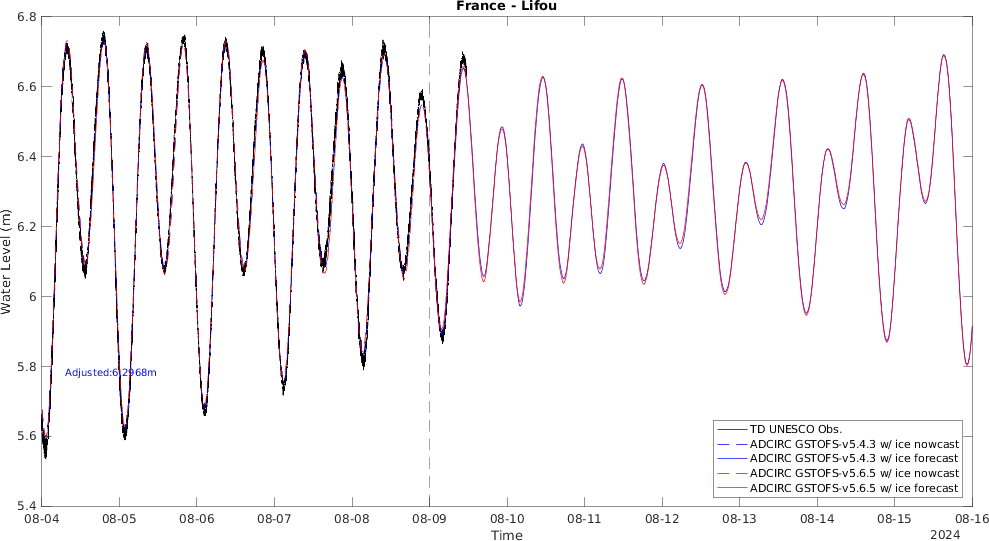 France - Lifou
6.8
6.6
6.4
6.2
6
5.8
5.6
5.4
Water Level (m)
Adjusted:6.2968m
TD UNESCO Obs.
ADCIRC GSTOFS-v5.4.3 w/ ice nowcast
ADCIRC GSTOFS-v5.4.3 w/ ice forecast
ADCIRC GSTOFS-v5.6.5 w/ ice nowcast
ADCIRC GSTOFS-v5.6.5 w/ ice forecast
08-04 08-05 08-06 08-07 08-08 08-09 08-10 08-11 08-12 08-13 08-14 08-15 08-16
Time
2024